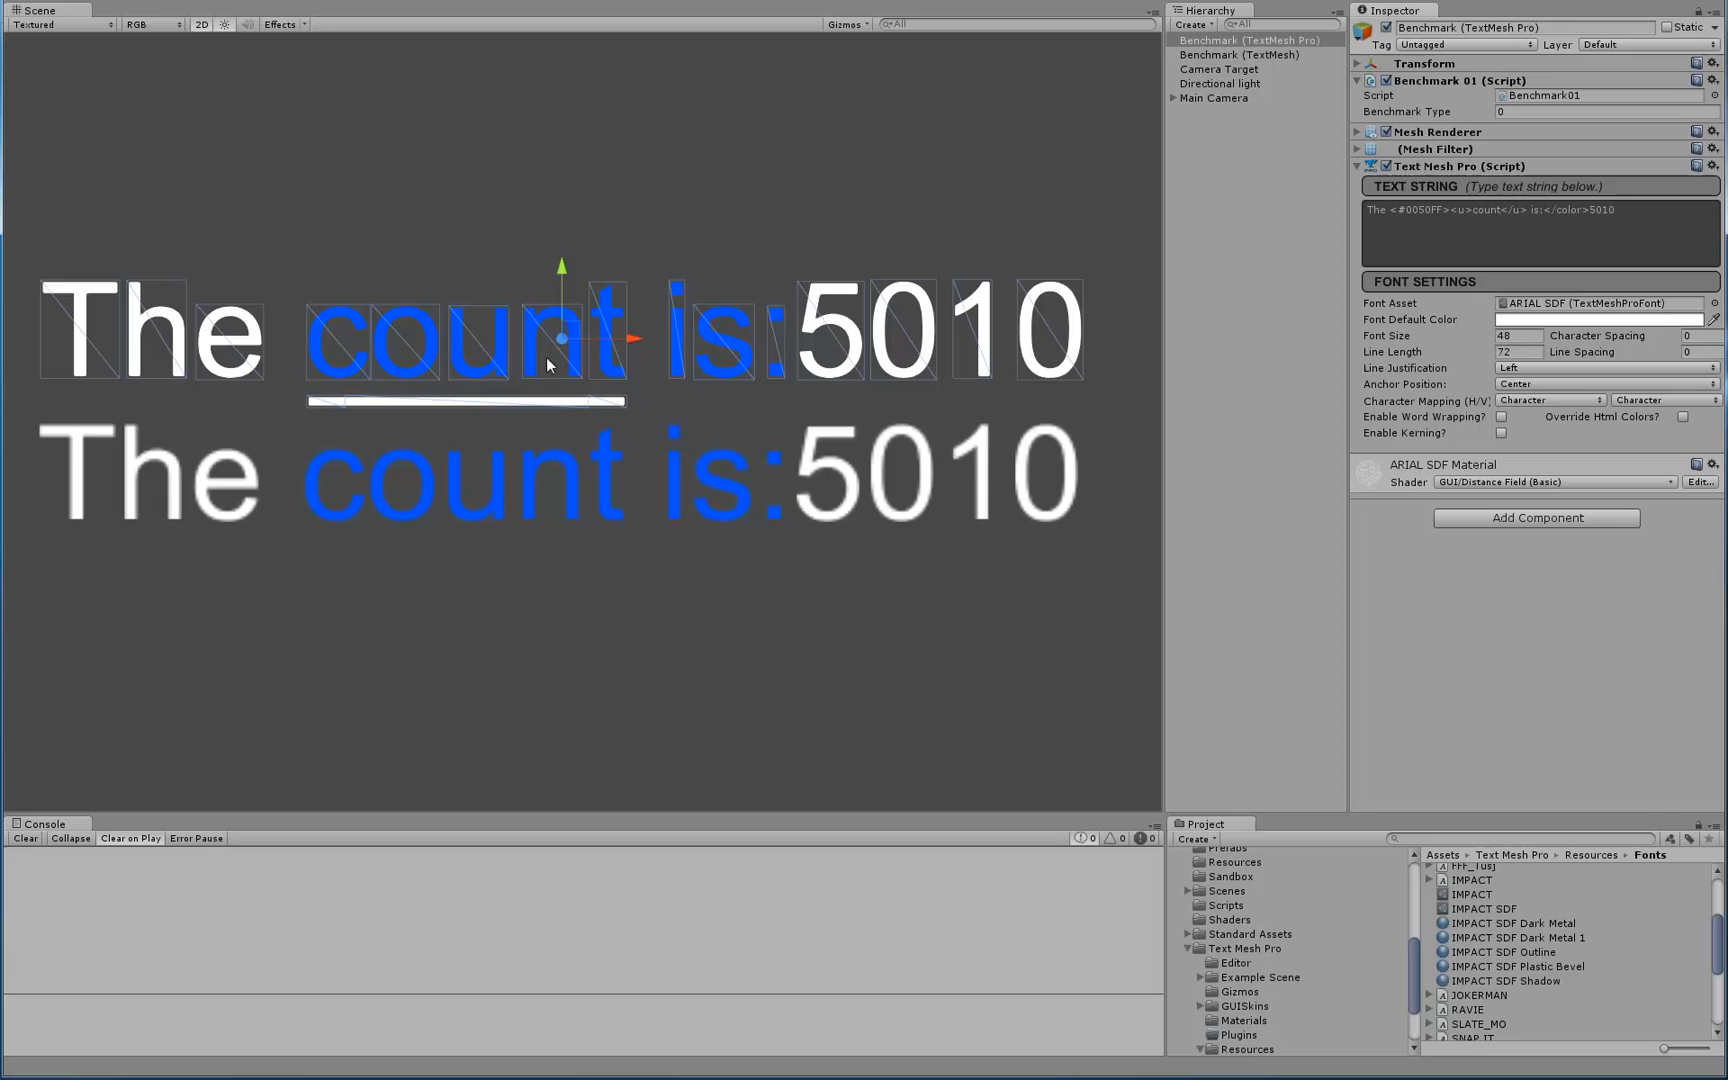 Scene
Textured RGB 2D Effects Gizmos All
The count is:5010
The count is:5010
Hierarchy
Create All
Benchmark (TextMesh Pro)
Benchmark (TextMesh)
Camera Target
Directional light
Main Camera
Inspector
Benchmark (TextMesh Pro) Static
Tag Untagged Layer Default
Transform
Benchmark 01 (Script)
Script Benchmark01
Benchmark Type 0
Mesh Renderer
(Mesh Filter)
Text Mesh Pro (Script)
TEXT STRING (Type text string below.)
The <#0050FF><u>count</u> is:</color>5010
FONT SETTINGS
Font Asset ARIAL SDF (TextMeshProFont)
Font Default Color
Font Size 48 Character Spacing 0
Line Length 72 Line Spacing 0
Line Justification Left
Anchor Position: Center
Character Mapping (H/V) Character Character
Enable Word Wrapping? Override Html Colors?
Enable Kerning?
ARIAL SDF Material
Shader GUI/Distance Field (Basic) Edit...
Add Component
Console
Clear Collapse Clear on Play Error Pause 0 0 0
Project
Create
Prefabs
Resources
Sandbox
Scenes
Scripts
Shaders
Standard Assets
Text Mesh Pro
Editor
Example Scene
Gizmos
GUISkins
Materials
Plugins
Resources
Assets Text Mesh Pro Resources Fonts
FFF_Tusj
IMPACT
IMPACT
IMPACT SDF
IMPACT SDF Dark Metal
IMPACT SDF Dark Metal 1
IMPACT SDF Outline
IMPACT SDF Plastic Bevel
IMPACT SDF Shadow
JOKERMAN
RAVIE
SLATE_MO
SNAP IT